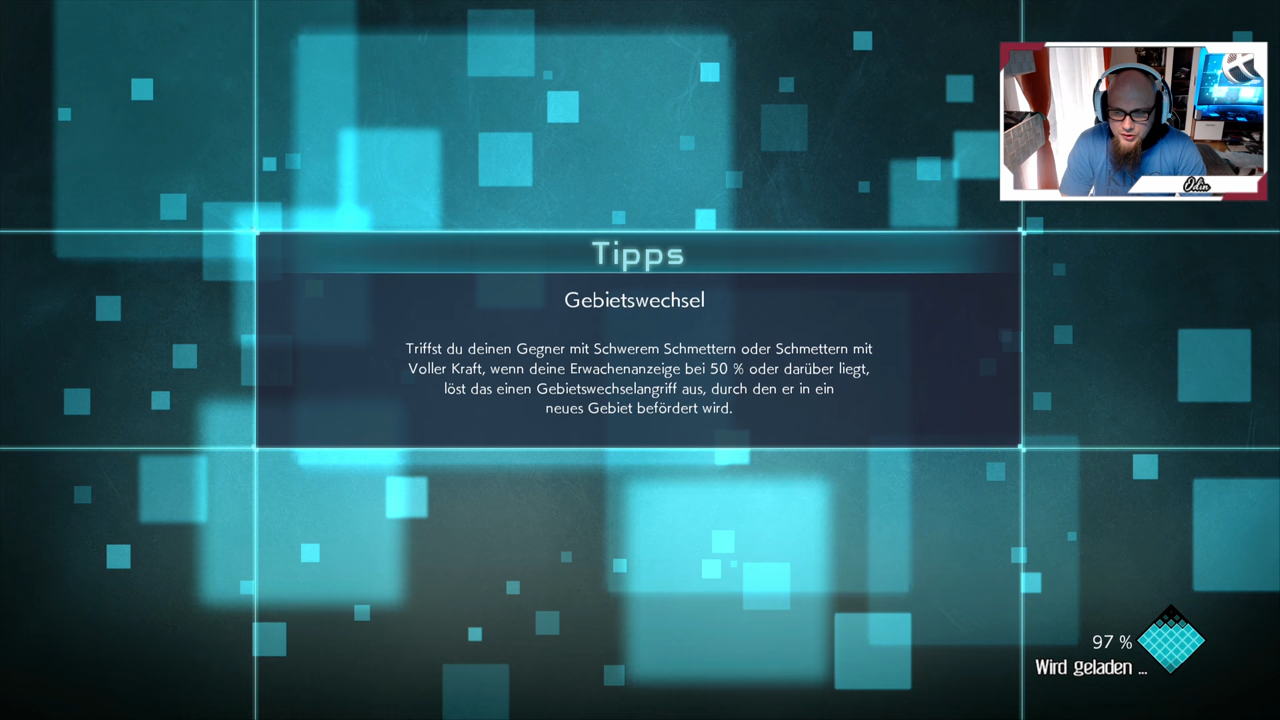 Odin
Tipps
Gebietswechsel
Triffst du deinen Gegner mit Schwerem Schmettern oder Schmettern mit
Voller Kraft, wenn deine Erwachenanzeige bei 50 % oder darüber liegt,
löst das einen Gebietswechselangriff aus, durch den er in ein
neues Gebiet befördert wird.
97 %
Wird geladen ...